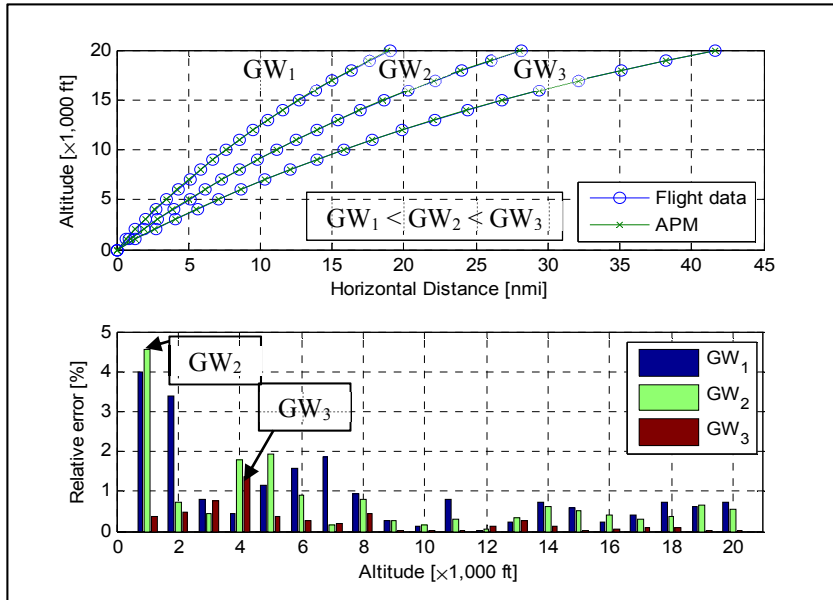 20
15
10
5
0
Altitude [×1,000 ft]
GW1
GW2
GW3
GW1 < GW2 < GW3
Flight data
APM
0 5 10 15 20 25 30 35 40 45
Horizontal Distance [nmi]
5
4
3
2
1
0
Relative error [%]
GW2
GW3
GW1
GW2
GW3
0 2 4 6 8 10 12 14 16 18 20
Altitude [×1,000 ft]